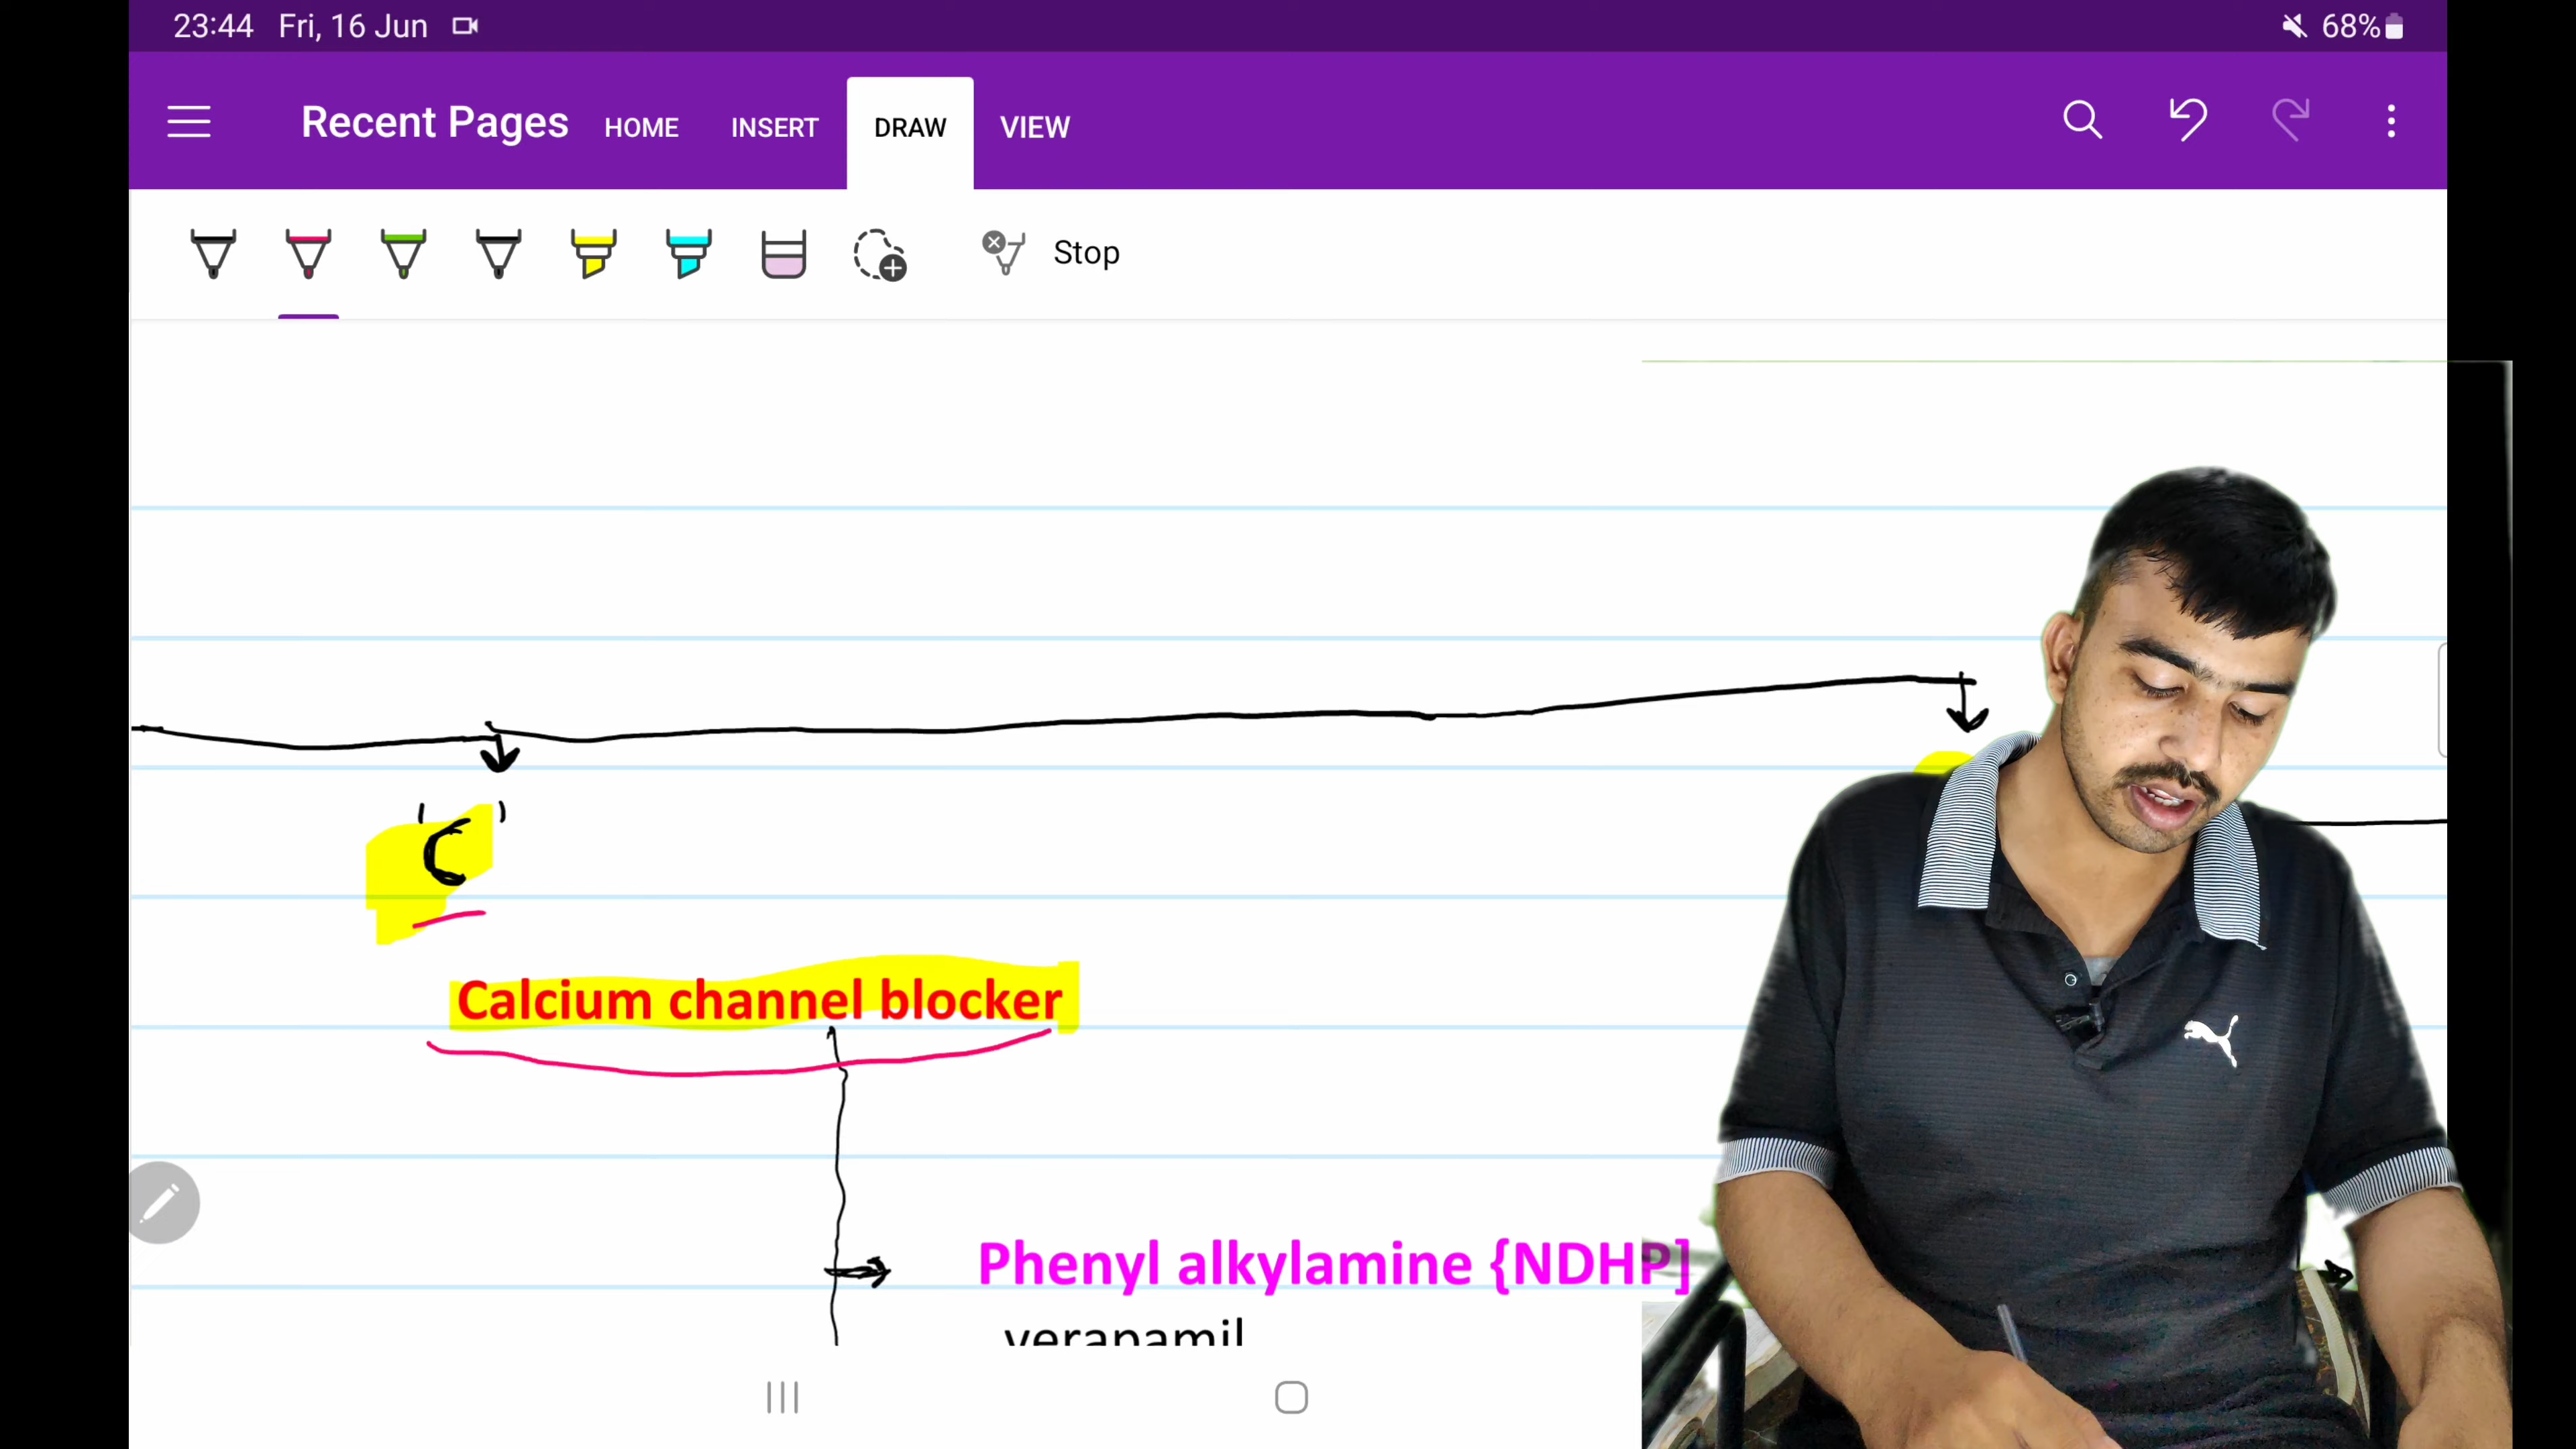 23:44 Fri, 16 Jun
68%
Recent Pages HOME INSERT DRAW VIEW
Stop
'C'
Calcium channel blocker
Phenyl alkylamine {NDHP]
verapamil